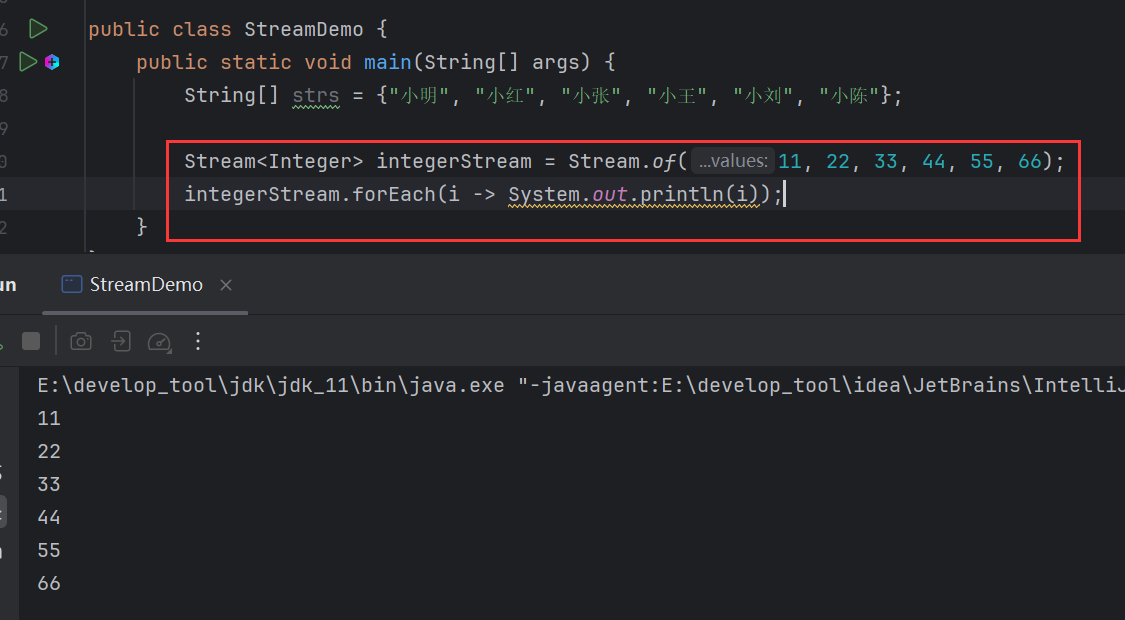 6 public class StreamDemo {
7 public static void main(String[] args) {
8 String[] strs = {"小明", "小红", "小张", "小王", "小刘", "小陈"};
9
0 Stream<Integer> integerStream = Stream.of( ...values: 11, 22, 33, 44, 55, 66);
1 integerStream.forEach(i -> System.out.println(i));
2 }
un StreamDemo ×
E:\develop_tool\jdk\jdk_11\bin\java.exe "-javaagent:E:\develop_tool\idea\JetBrains\IntelliJ
11
22
33
44
55
66